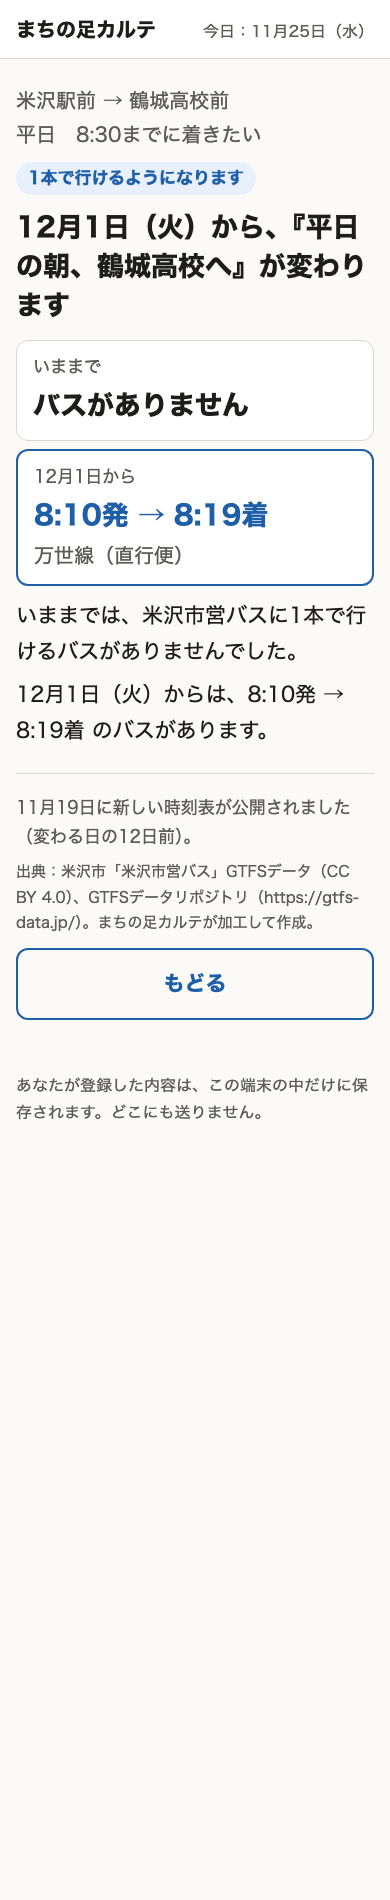 まちの足カルテ
今日：11月25日（水）
米沢駅前 → 鶴城高校前
平日　8:30までに着きたい
1本で行けるようになります
12月1日（火）から、『平日
の朝、鶴城高校へ』が変わり
ます
いままで
バスがありません
12月1日から
8:10発 → 8:19着
万世線（直行便）
いままでは、米沢市営バスに1本で行
けるバスがありませんでした。
12月1日（火）からは、8:10発 →
8:19着 のバスがあります。
11月19日に新しい時刻表が公開されました
（変わる日の12日前）。
出典：米沢市「米沢市営バス」GTFSデータ（CC
BY 4.0）、GTFSデータリポジトリ（https://gtfs-
data.jp/）。まちの足カルテが加工して作成。
もどる
あなたが登録した内容は、この端末の中だけに保
存されます。どこにも送りません。